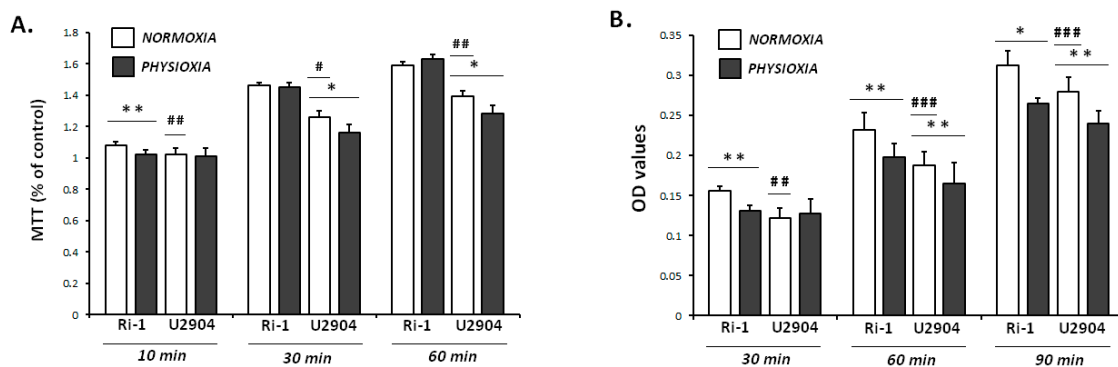 A.
MTT (% of control)
1.8
1.6
1.4
1.2
1
0.8
0.6
0.4
0.2
0
NORMOXIA
PHYSIOXIA
**
##
#
*
##
*
Ri-1 U2904 Ri-1 U2904 Ri-1 U2904
10 min 30 min 60 min
B.
OD values
0.35
0.3
0.25
0.2
0.15
0.1
0.05
0
NORMOXIA
PHYSIOXIA
**
##
**
###
**
*
###
**
Ri-1 U2904 Ri-1 U2904 Ri-1 U2904
30 min 60 min 90 min